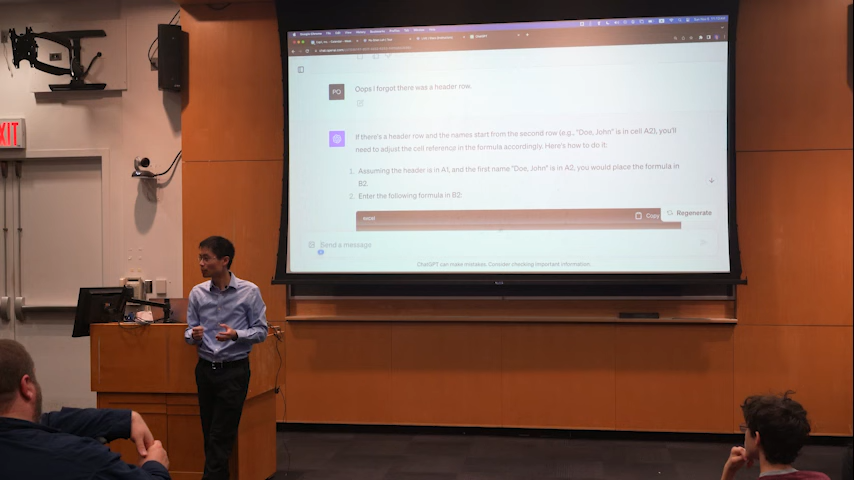 EXIT
PO
Oops I forgot there was a header row.
If there's a header row and the names start from the second row (e.g., "Doe, John" is in cell A2), you'll
need to adjust the cell reference in the formula accordingly. Here's how to do it:
1. Assuming the header is in A1, and the first name "Doe, John" is in A2, you would place the formula in
B2.
2. Enter the following formula in B2:
excel
Copy
Regenerate
Send a message
ChatGPT can make mistakes. Consider checking important information.